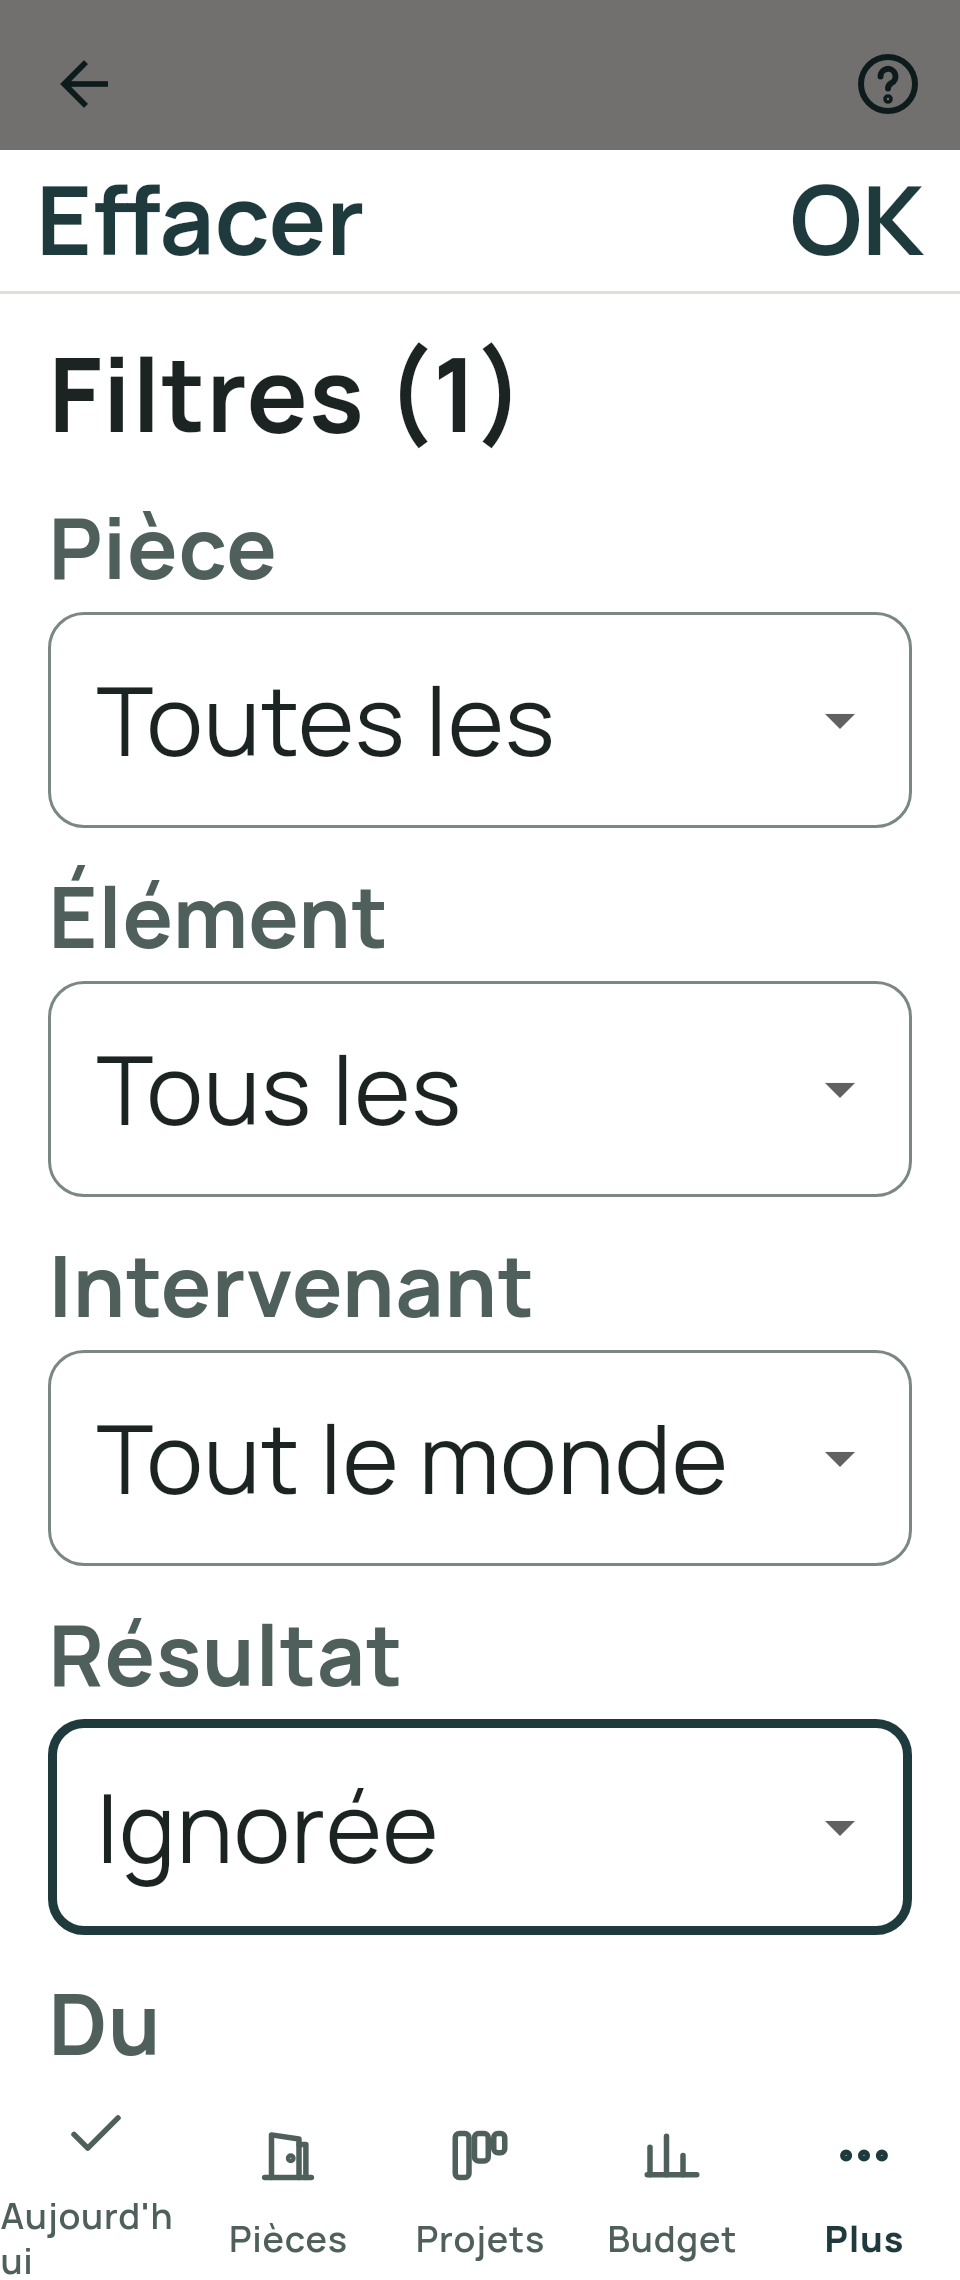 Effacer
OK
Filtres (1)
Pièce
Toutes les
Élément
Tous les
Intervenant
Tout le monde
Résultat
Ignorée
Du
Aujourd'h
ui
Pièces
Projets
Budget
Plus